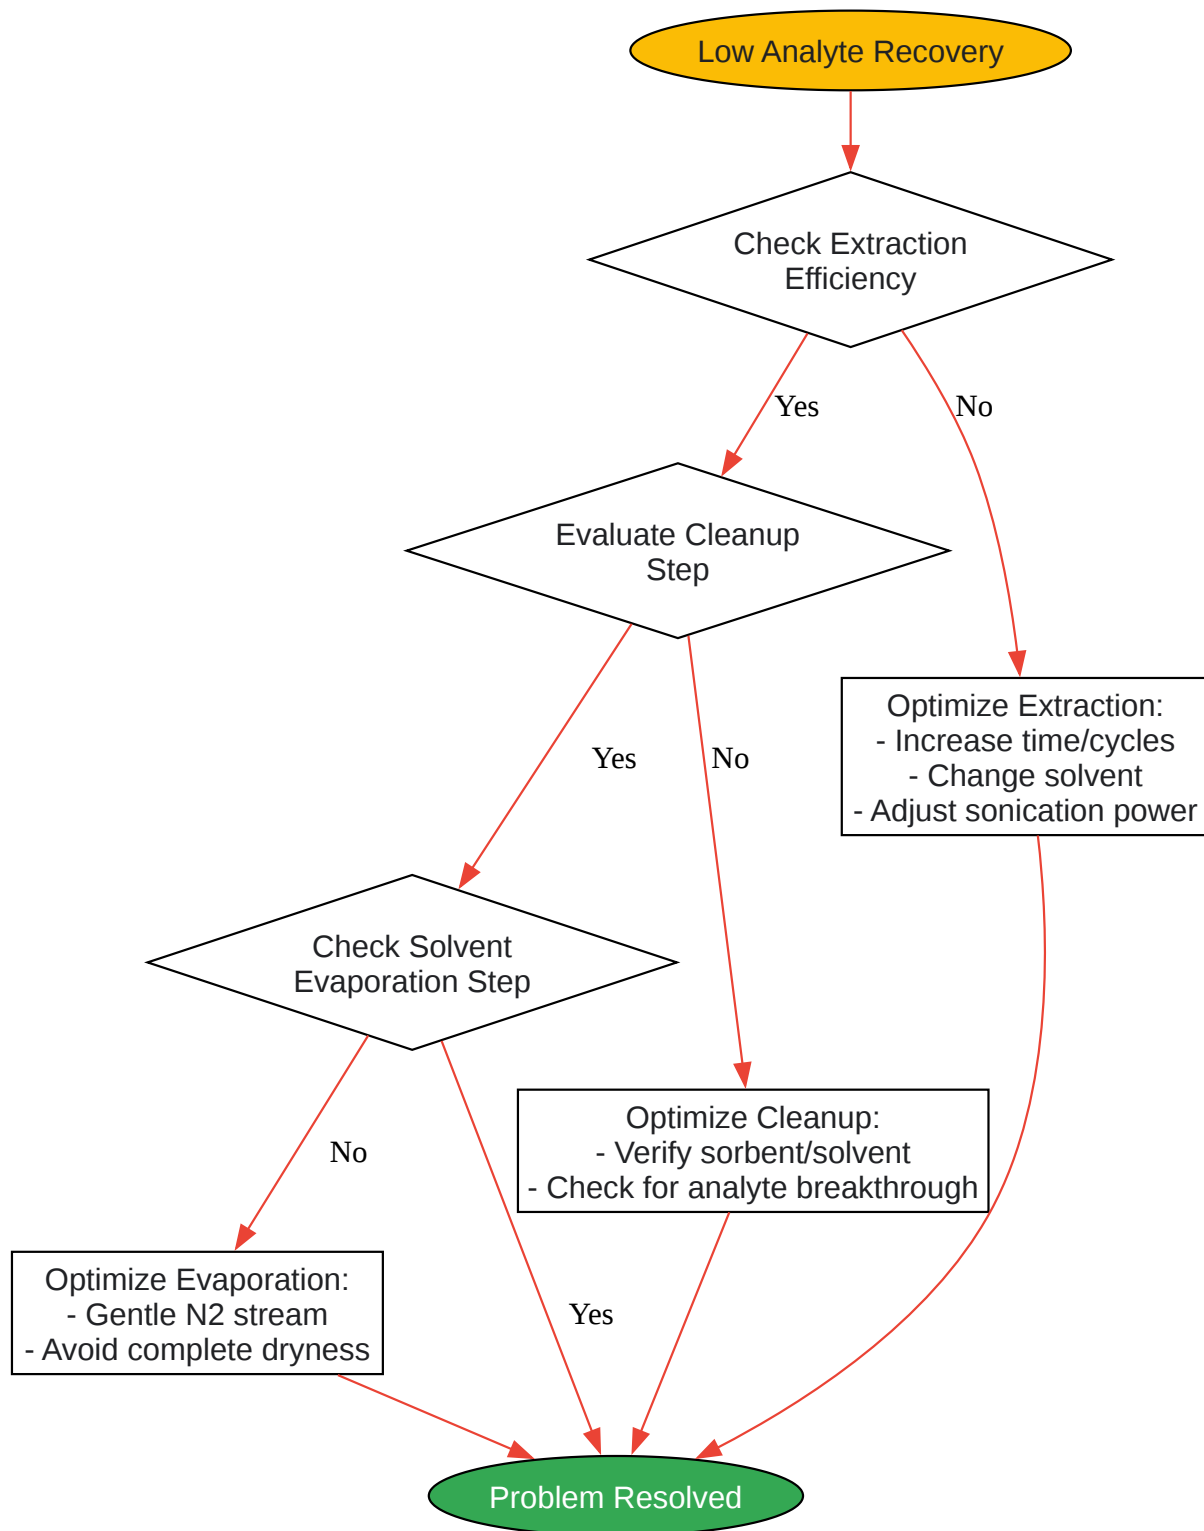 Low Analyte Recovery
Check Extraction
Efficiency
Yes
No
Evaluate Cleanup
Step
Optimize Extraction:
- Increase time/cycles
- Change solvent
- Adjust sonication power
Yes
No
Check Solvent
Evaporation Step
Optimize Cleanup:
- Verify sorbent/solvent
- Check for analyte breakthrough
No
Optimize Evaporation:
- Gentle N2 stream
- Avoid complete dryness
Yes
Problem Resolved